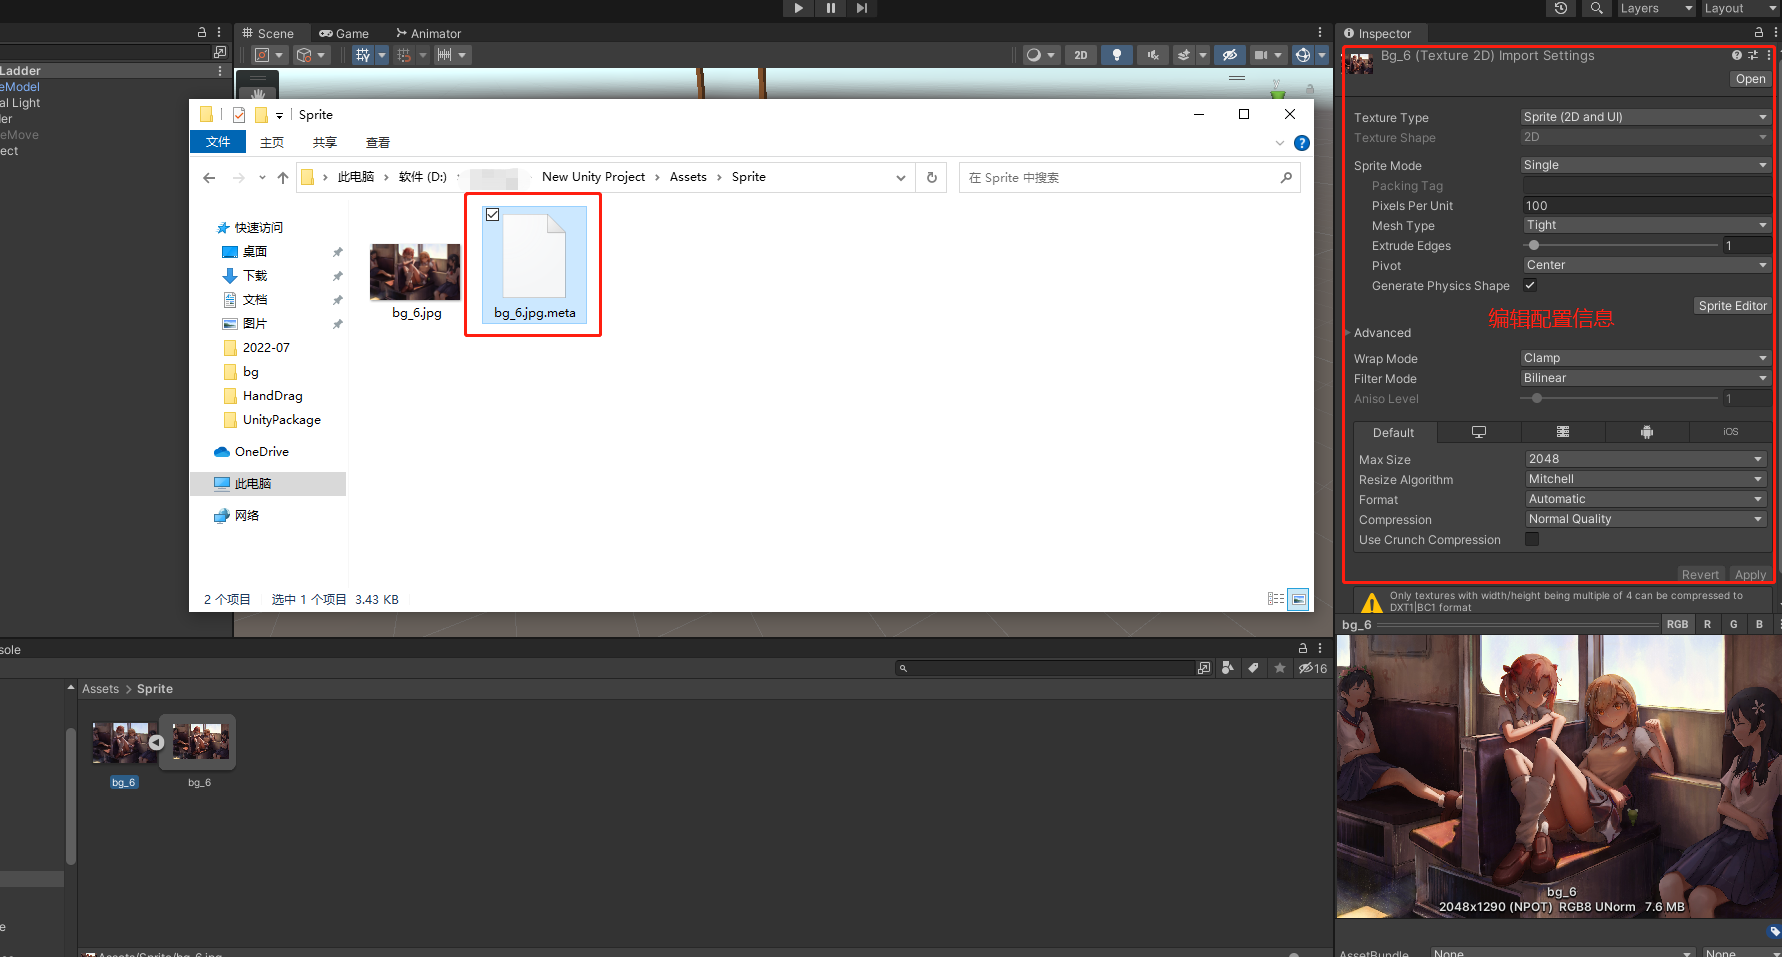 Layers
Layout
Scene
Game
Animator
Inspector
2D
Ladder
eModel
al Light
der
eMove
ect
Bg_6 (Texture 2D) Import Settings
Open
Texture Type
Sprite (2D and UI)
Texture Shape
2D
Sprite Mode
Single
Packing Tag
Pixels Per Unit
100
Mesh Type
Tight
Extrude Edges
1
Pivot
Center
Generate Physics Shape
Sprite Editor
编辑配置信息
Advanced
Wrap Mode
Clamp
Filter Mode
Bilinear
Aniso Level
1
Default
iOS
Max Size
2048
Resize Algorithm
Mitchell
Format
Automatic
Compression
Normal Quality
Use Crunch Compression
Revert
Apply
Only textures with width/height being multiple of 4 can be compressed to
DXT1|BC1 format
bg_6
RGB
R
G
B
bg_6
2048x1290 (NPOT) RGB8 UNorm 7.6 MB
AssetBundle
None
None
Sprite
文件
主页
共享
查看
此电脑
软件 (D:)
New Unity Project
Assets
Sprite
在 Sprite 中搜索
快速访问
桌面
下载
文档
图片
2022-07
bg
HandDrag
UnityPackage
OneDrive
此电脑
网络
bg_6.jpg
bg_6.jpg.meta
2 个项目
选中 1 个项目 3.43 KB
sole
16
Assets > Sprite
bg_6
bg_6
e
Assets/Sprite/bg_6.jpg